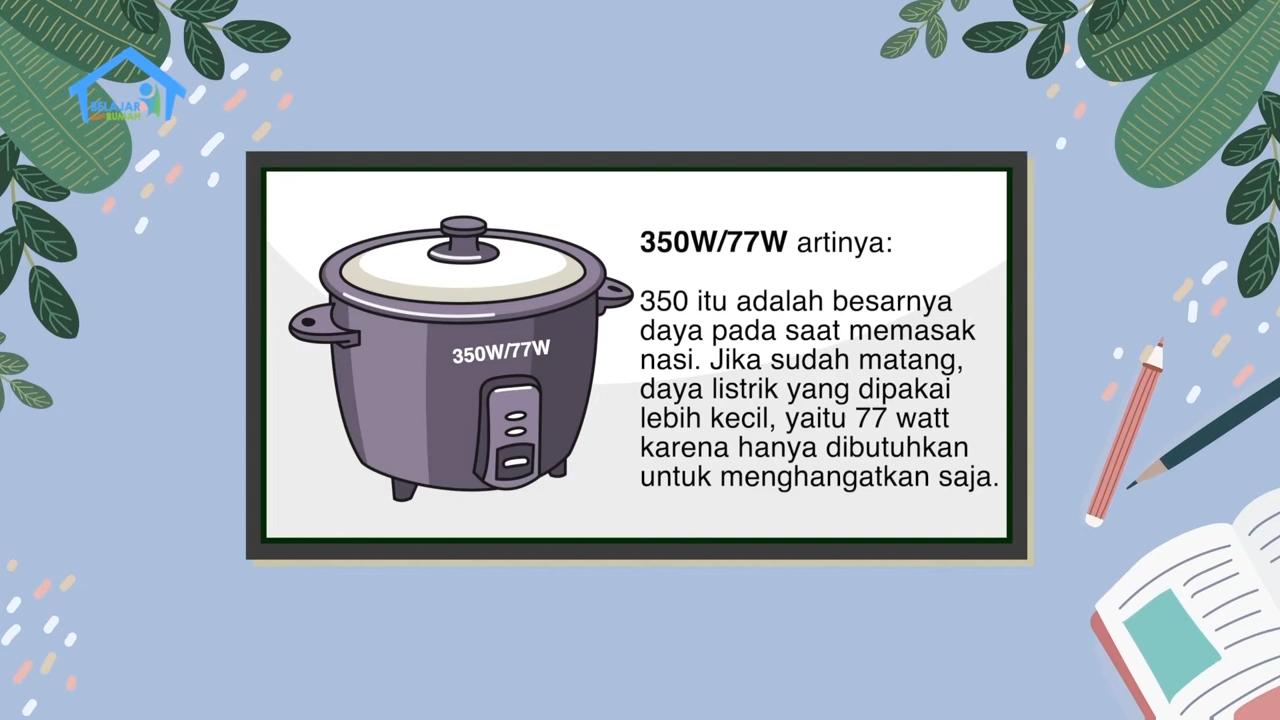 BELAJAR
RUMAH
350W/77W artinya:
350 itu adalah besarnya
daya pada saat memasak
nasi. Jika sudah matang,
daya listrik yang dipakai
lebih kecil, yaitu 77 watt
karena hanya dibutuhkan
untuk menghangatkan saja.
350W/77W